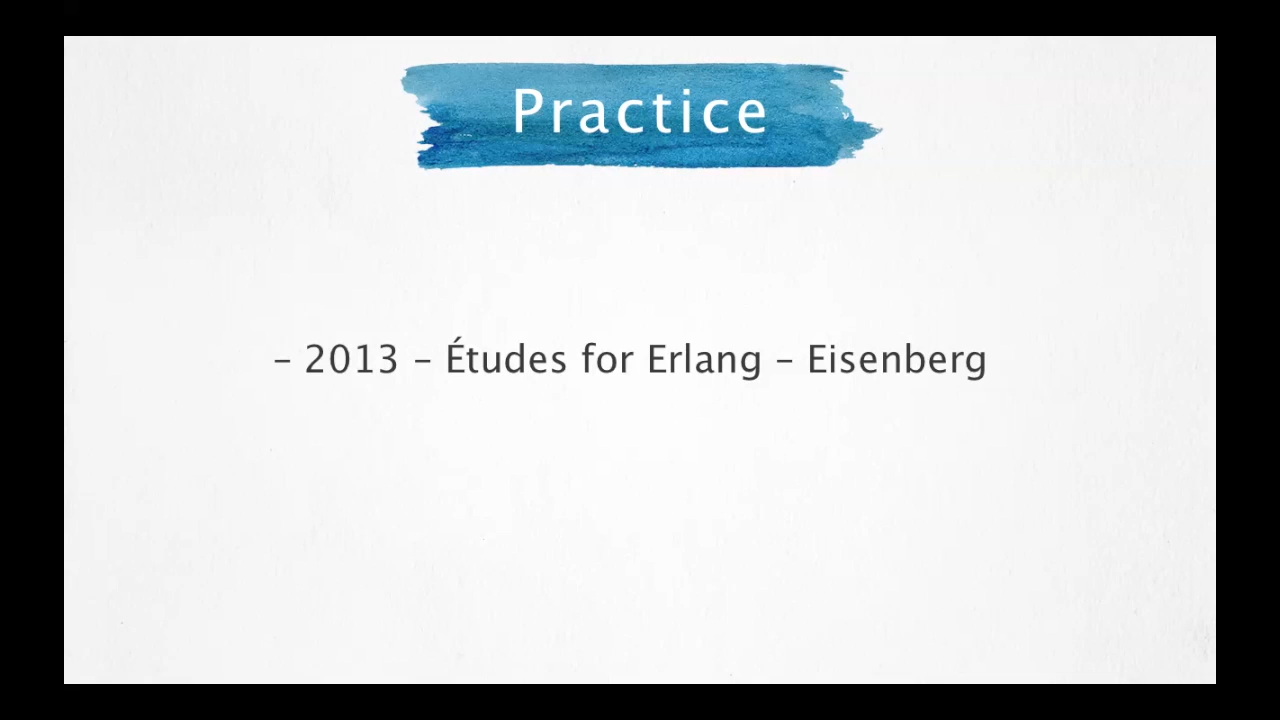 Practice
– 2013 – Études for Erlang – Eisenberg